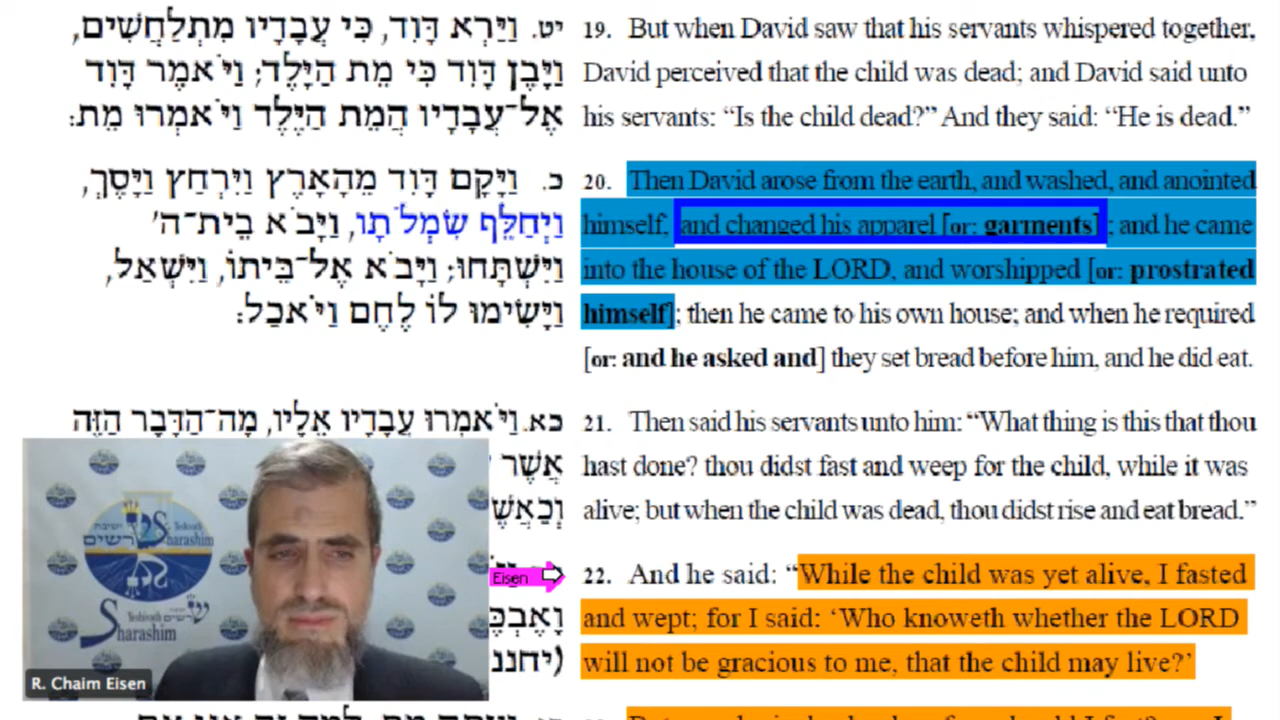 יט. וַיַּרְא דָּוִד, כִּי עֲבָדָיו מִתְלַחֲשִׁים,
וַיָּבֶן דָּוִד כִּי מֵת הַיָּלֶד; וַיֹּאמֶר דָּוִד
אֶל־עֲבָדָיו הֲמֵת הַיֶּלֶד וַיֹּאמְרוּ מֵת:
19. But when David saw that his servants whispered together,
David perceived that the child was dead; and David said unto
his servants: “Is the child dead?” And they said: “He is dead.”
כ. וַיָּקָם דָּוִד מֵהָאָרֶץ וַיִּרְחַץ וַיָּסֶךְ,
וַיְחַלֵּף שִׂמְלֹתָו, וַיָּבֹא בֵית־ה'
וַיִּשְׁתָּחוּ; וַיָּבֹא אֶל־בֵּיתוֹ, וַיִּשְׁאַל,
וַיָּשִׂימוּ לוֹ לֶחֶם וַיֹּאכַל:
20. Then David arose from the earth, and washed, and anointed
himself, and changed his apparel [or: garments]; and he came
into the house of the LORD, and worshipped [or: prostrated
himself]; then he came to his own house; and when he required
[or: and he asked and] they set bread before him, and he did eat.
כא. וַיֹּאמְרוּ עֲבָדָיו אֵלָיו, מָה־הַדָּבָר הַזֶּה
אֲשֶׁר
21. Then said his servants unto him: “What thing is this that thou
hast done? thou didst fast and weep for the child, while it was
alive; but when the child was dead, thou didst rise and eat bread.”
Eisen
22. And he said: “While the child was yet alive, I fasted
and wept; for I said: ‘Who knoweth whether the LORD
will not be gracious to me, that the child may live?’
ישיבת
שרשים
Yeshivath
Sharashim
Yeshivath שרשים
Sharashim
R. Chaim Eisen